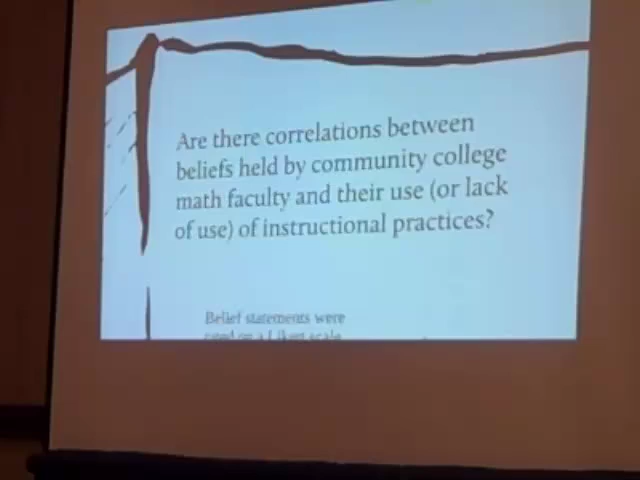 Are there correlations between
beliefs held by community college
math faculty and their use (or lack
of use) of instructional practices?
Belief statements were
on a Likert scale